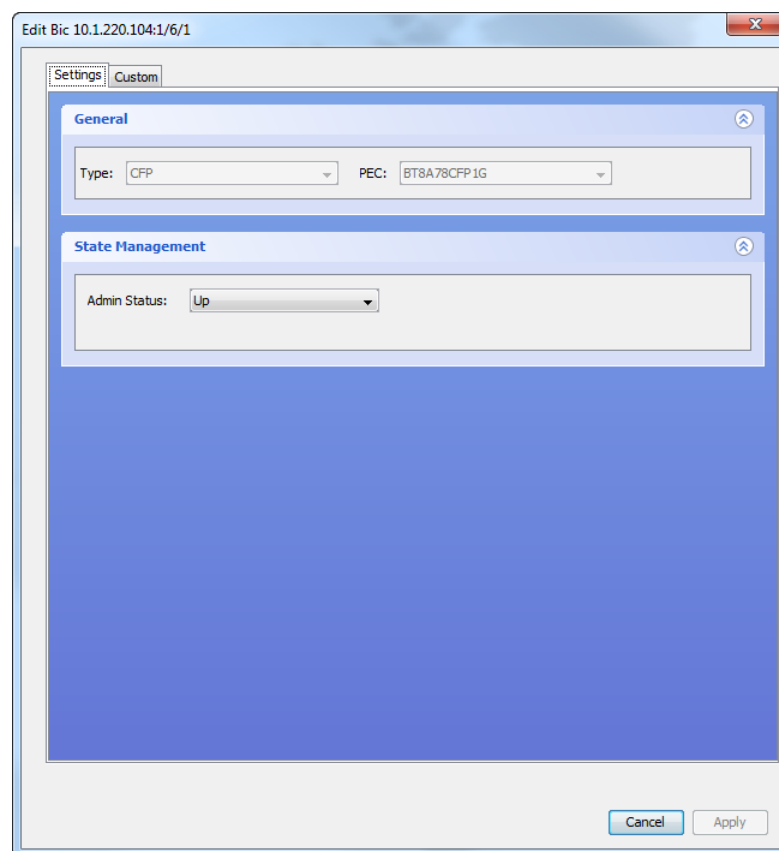 Edit Bic 10.1.220.104:1/6/1
Settings Custom
General
Type: CFP PEC: BT8A78CFP1G
State Management
Admin Status: Up
Cancel Apply